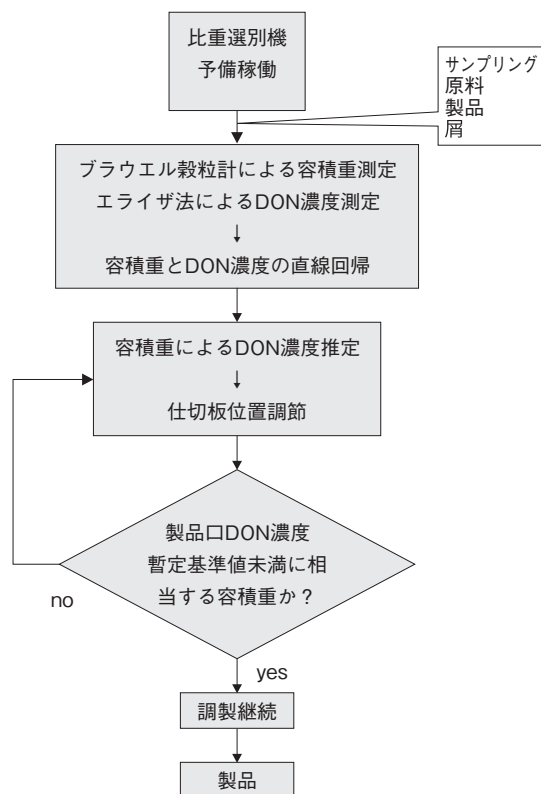 比重選別機
予備稼働
サンプリング
原料
製品
屑
ブラウエル穀粒計による容積重測定
エライザ法によるDON濃度測定
↓
容積重とDON濃度の直線回帰
容積重によるDON濃度推定
↓
仕切板位置調節
製品口DON濃度
暫定基準値未満に相
当する容積重か？
no
yes
調製継続
製品